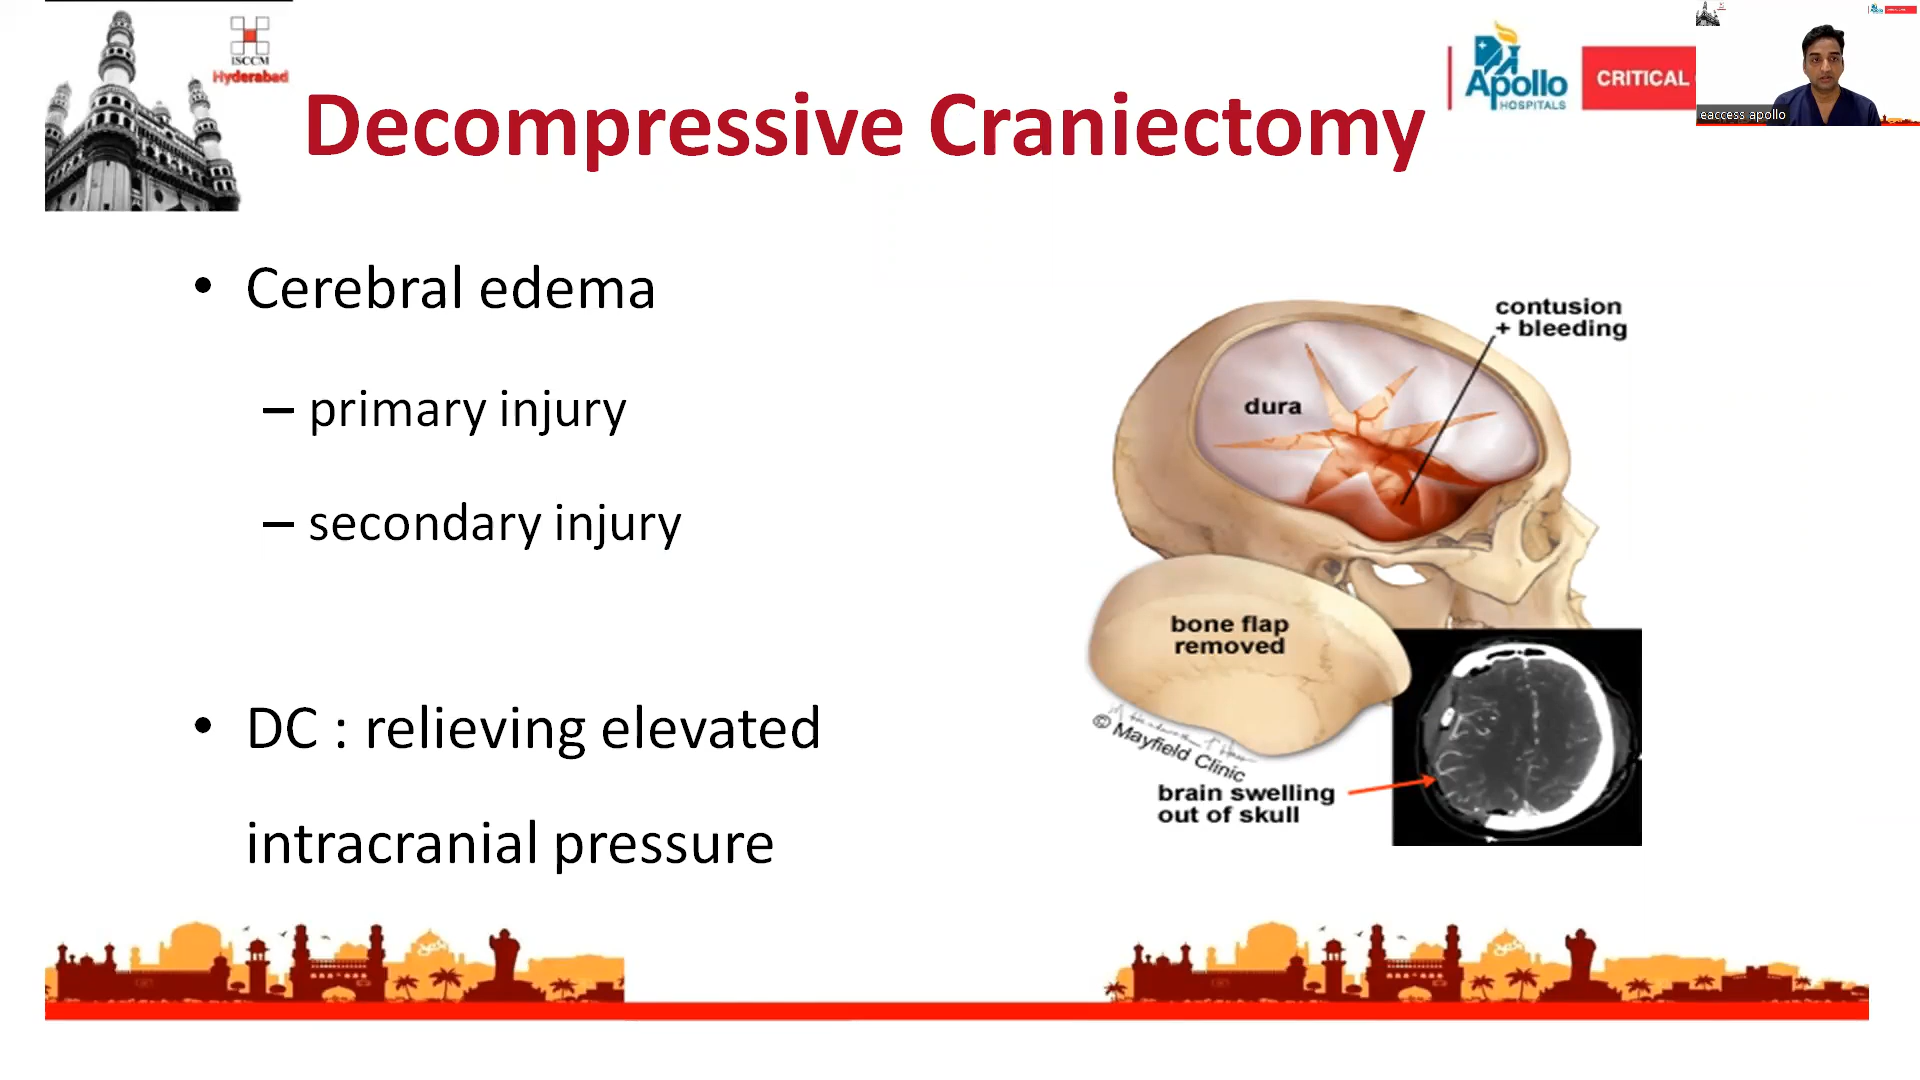 ISCCM
Hyderabad
Decompressive Craniectomy
Apollo
HOSPITALS
CRITICAL
eaccess apollo
• Cerebral edema
– primary injury
– secondary injury
• DC : relieving elevated
intracranial pressure
contusion
+ bleeding
dura
bone flap
removed
© Mayfield Clinic
brain swelling
out of skull